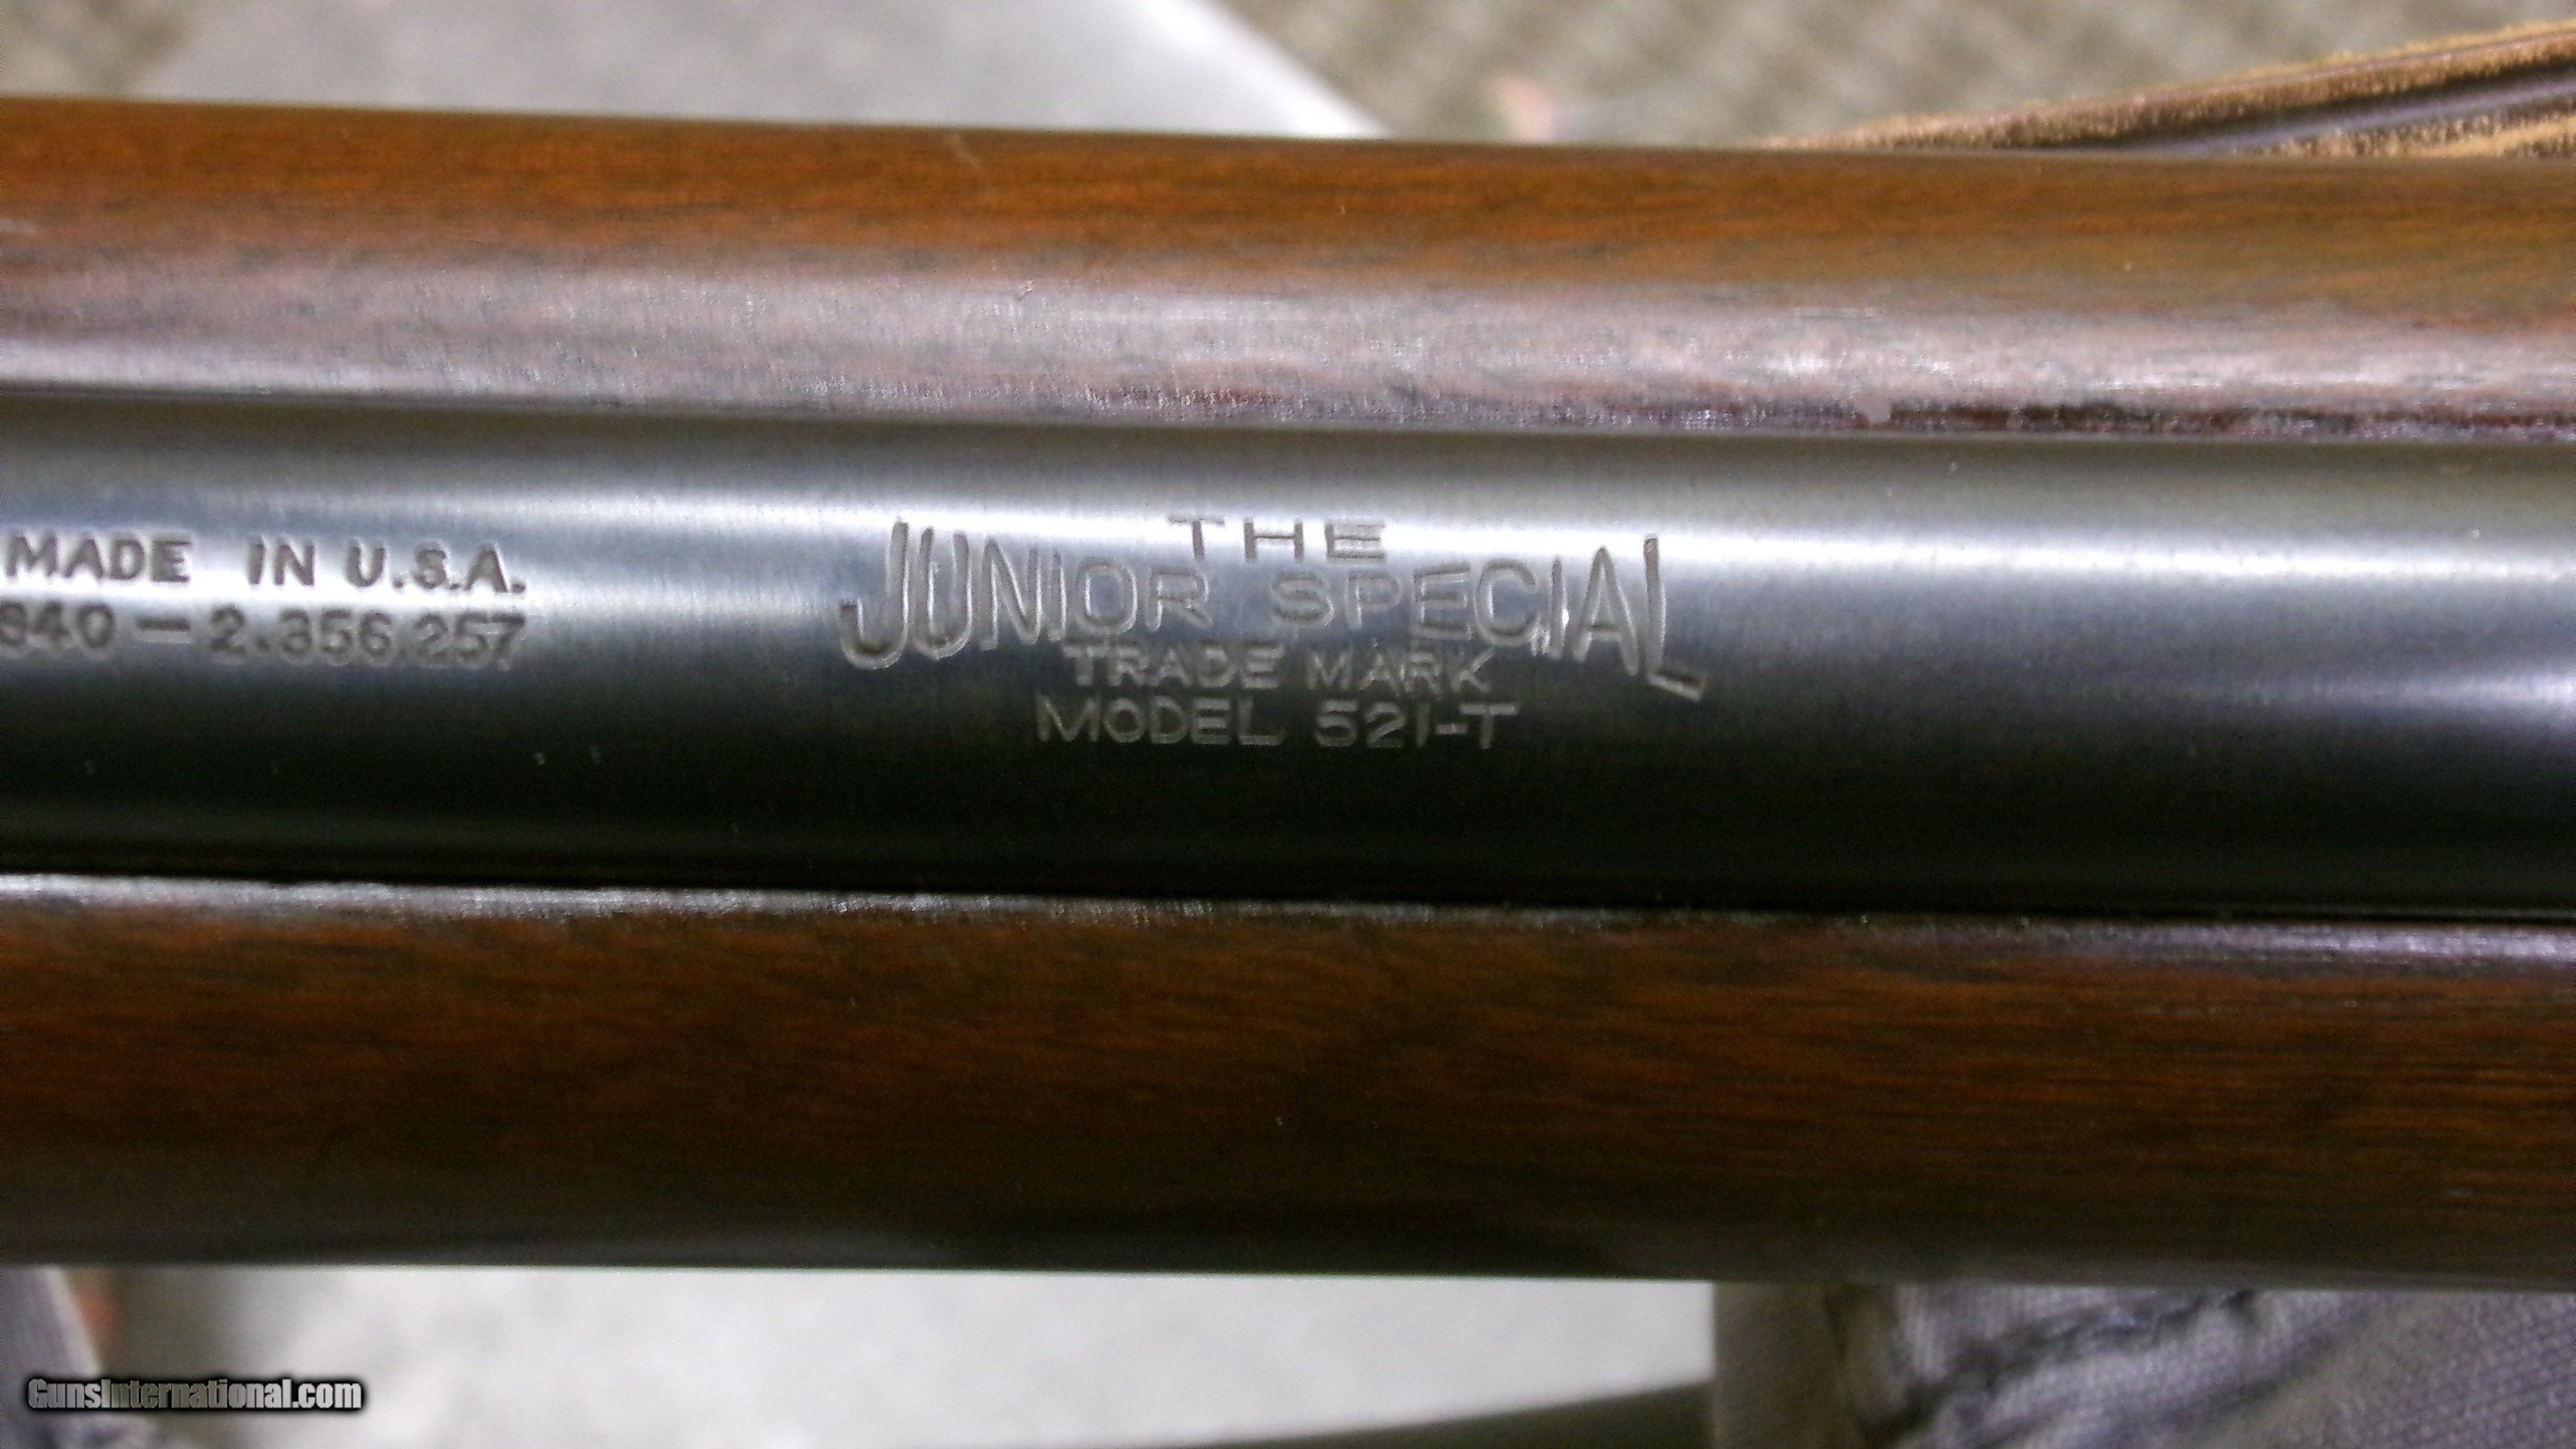 MADE IN U.S.A.
840-2.356.257
THE
JUNIOR SPECIAL
TRADE MARK
MODEL 521-T
GunsInternational.com